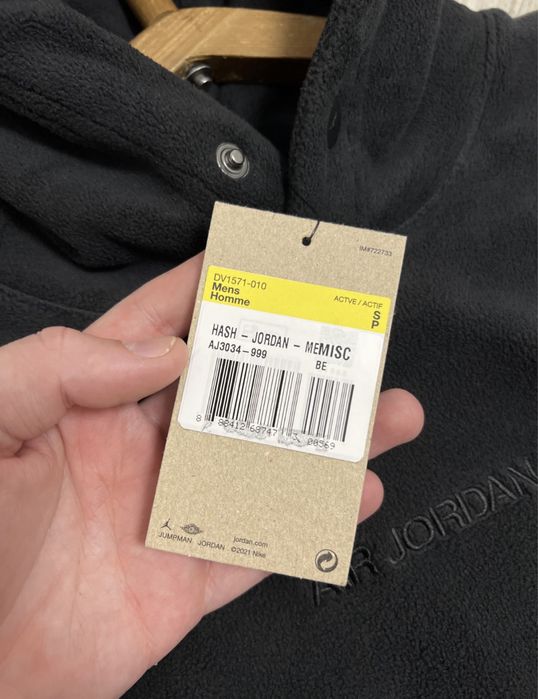 IM#722733
DV1571-010
Mens
Homme
ACTVE / ACTIF
S
P
HASH - JORDAN - MEMISC
AJ3034-999
BE
JUMPMAN
JORDAN
jordan.com
©2021 Nike
AIR JORDAN